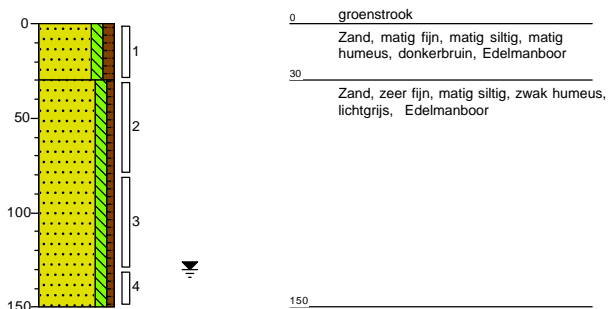 0
50
100
150
1
2
3
4
0 groenstrook
Zand, matig fijn, matig siltig, matig
humeus, donkerbruin, Edelmanboor
30
Zand, zeer fijn, matig siltig, zwak humeus,
lichtgrijs, Edelmanboor
150